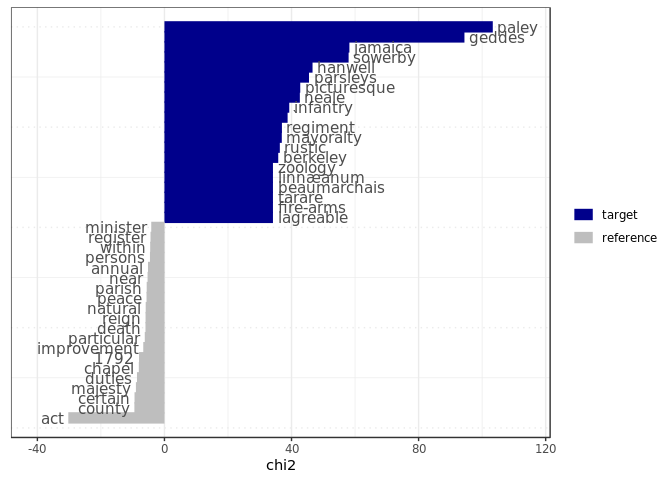 paley
geddes
jamaica
sowerby
hanwell
parsleys
picturesque
neale
infantry
regiment
mayoralty
rustic
berkeley
zoology
linnæanum
beaumarchais
tarare
fire-arms
lagréable
minister
register
within
persons
annual
near
parish
peace
natural
reign
death
particular
improvement
1792
chapel
duties
majesty
certain
county
act
target
reference
-40 0 40 80 120
chi2